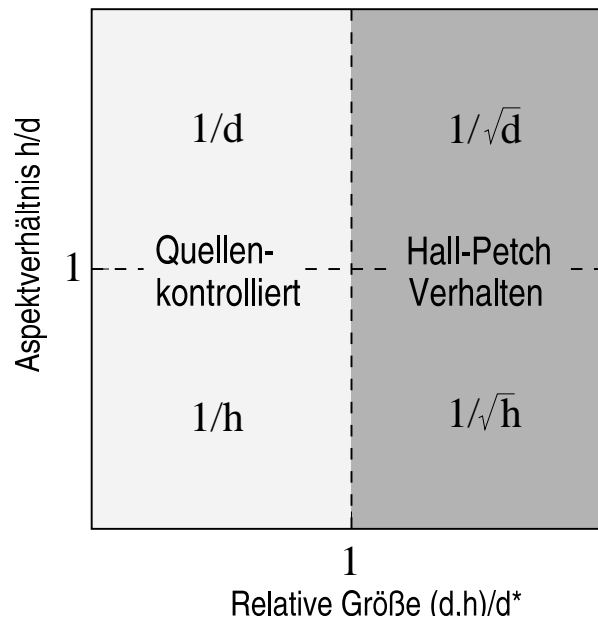 Aspektverhältnis h/d
1/d
1/√d
1
Quellen-
kontrolliert
Hall-Petch
Verhalten
1/h
1/√h
1
Relative Größe (d.h)/d*